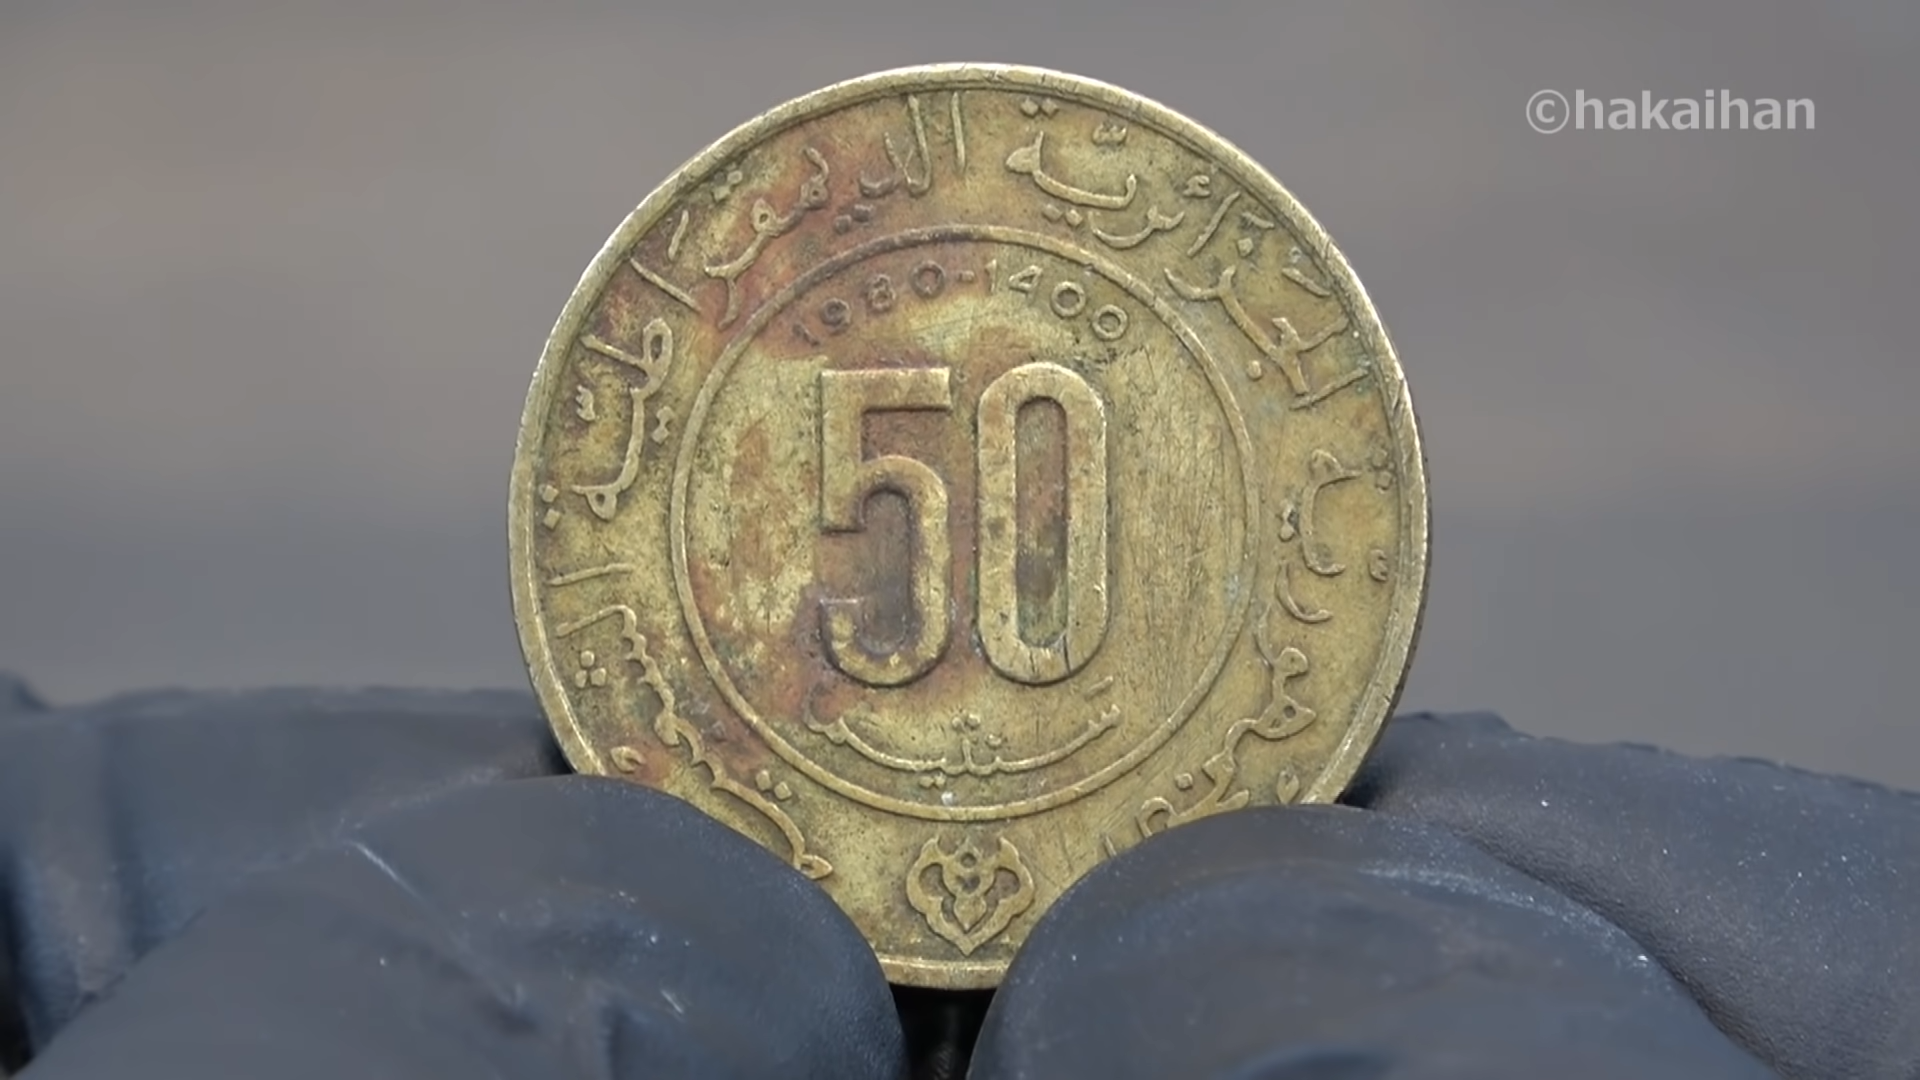 ©hakaihan
الجمهورية الجزائرية الديمقراطية الشعبية
1980-1400
50
سنتيم